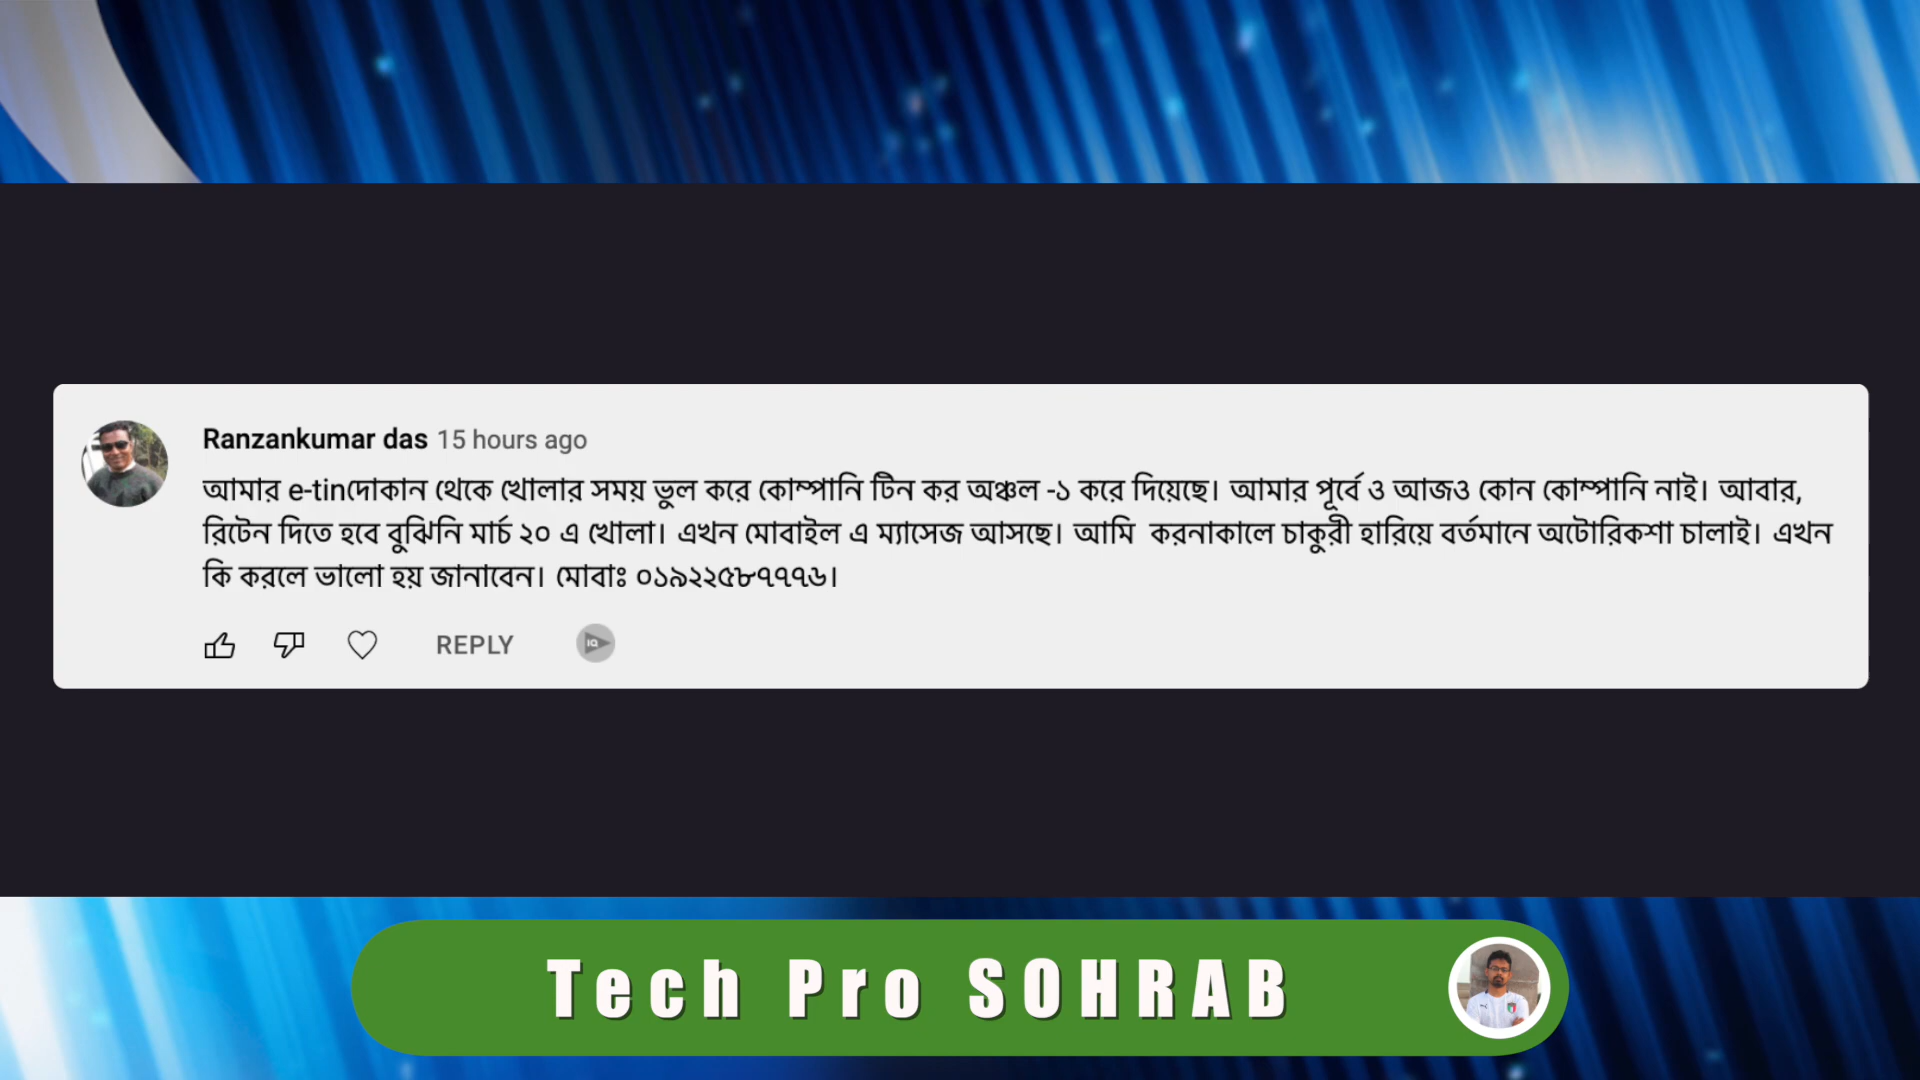 Ranzankumar das 15 hours ago
আমার e-tinদোকান থেকে খোলার সময় ভুল করে কোম্পানি টিন কর অঞ্চল -১ করে দিয়েছে। আমার পূর্বে ও আজও কোন কোম্পানি নাই। আবার,
রিটেন দিতে হবে বুঝিনি মার্চ ২০ এ খোলা। এখন মোবাইল এ ম্যাসেজ আসছে। আমি করনাকালে চাকুরী হারিয়ে বর্তমানে অটোরিকশা চালাই। এখন
কি করলে ভালো হয় জানাবেন। মোবাঃ ০১৯২২৫৮৭৭৭৬।
REPLY
Tech Pro SOHRAB